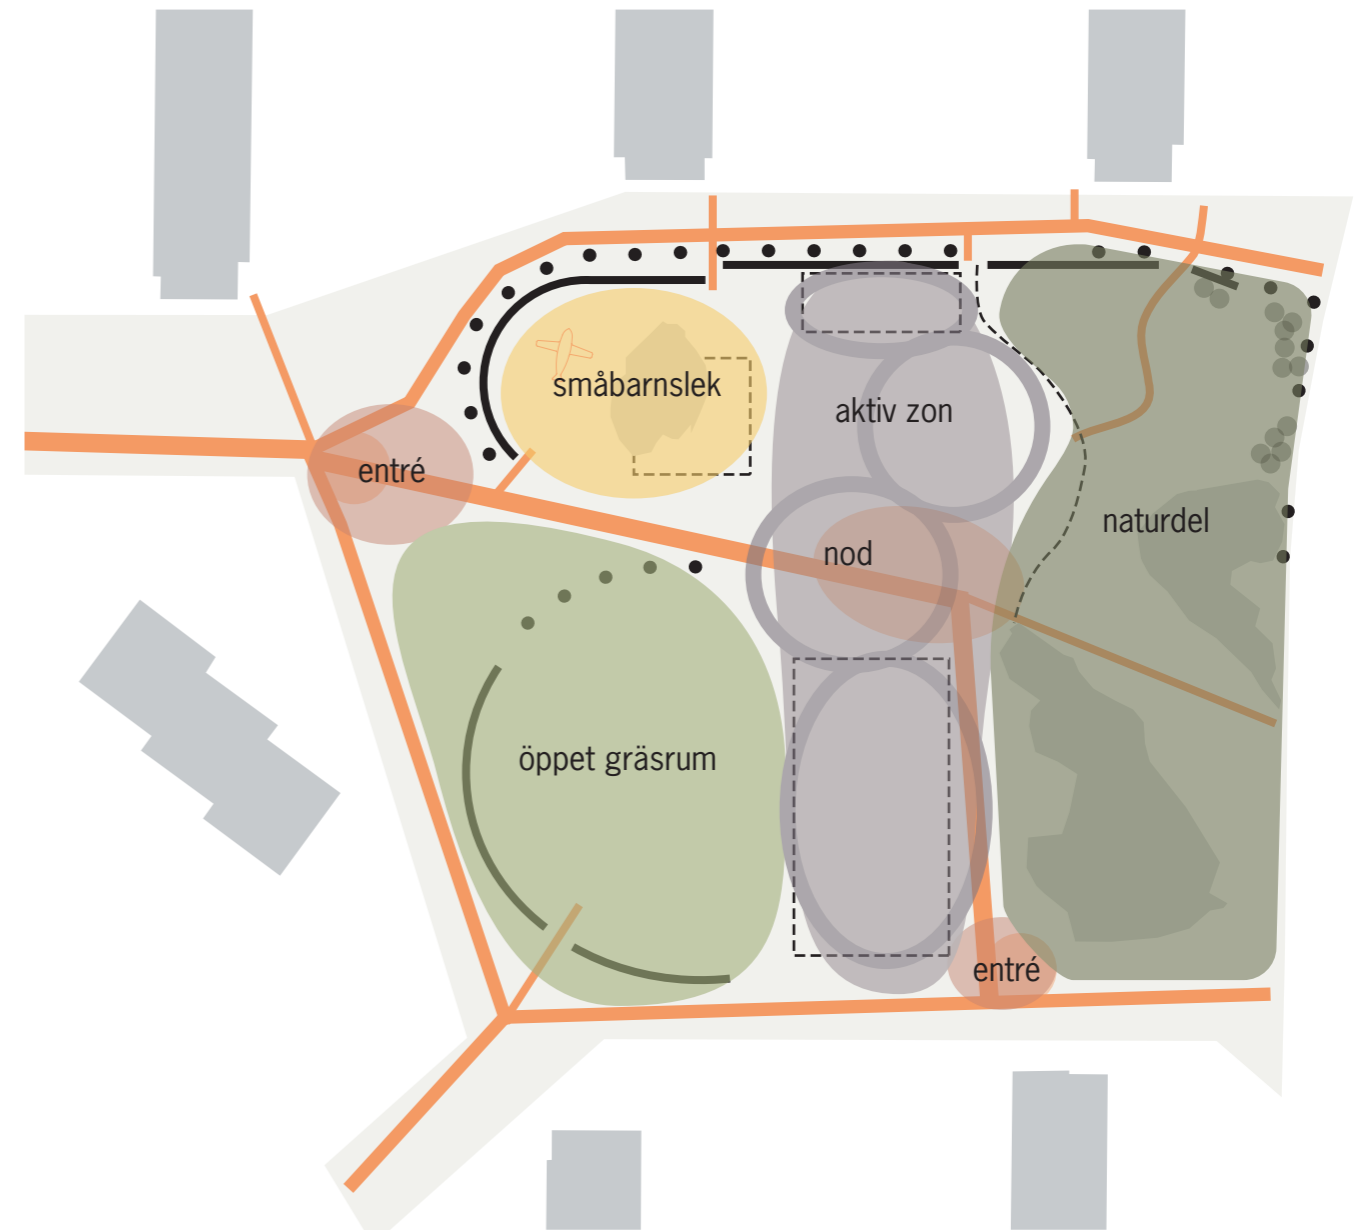 småbarnslek
aktiv zon
entré
naturdel
nod
öppet gräsrum
entré